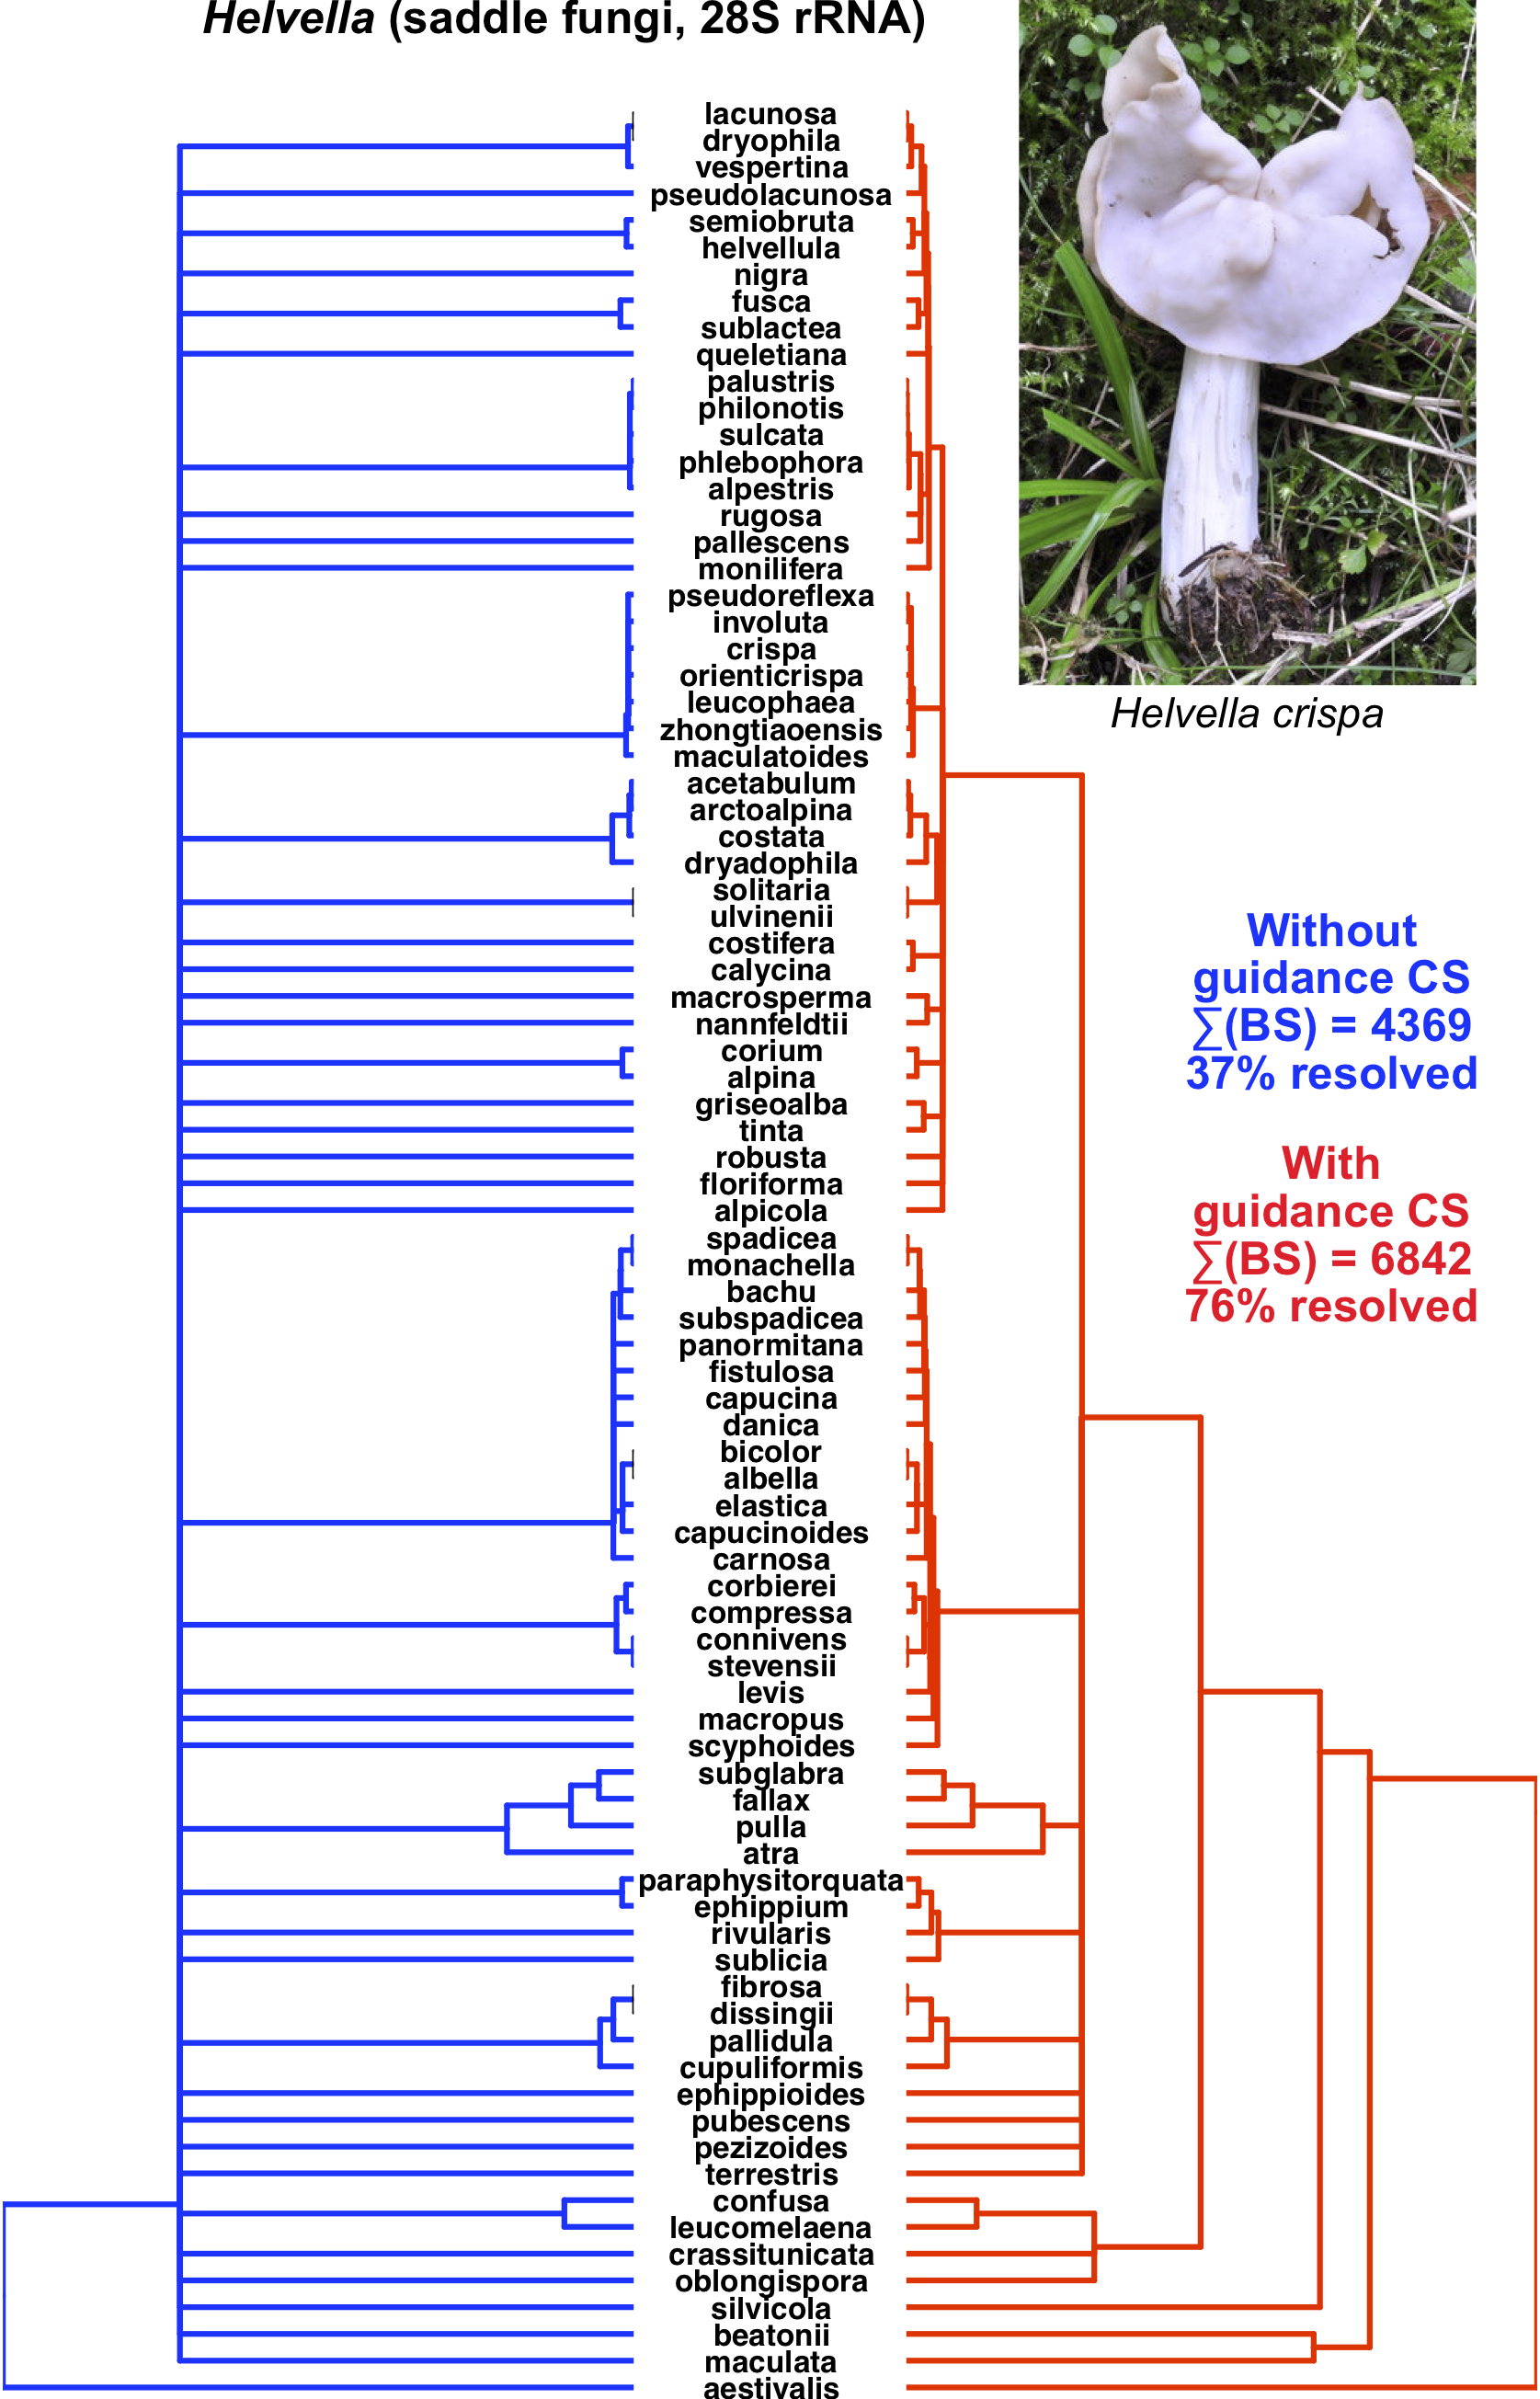 Helvella (saddle fungi, 28S rRNA)
lacunosa
dryophila
vespertina
pseudolacunosa
semiobruta
helvellula
nigra
fusca
sublactea
queletiana
palustris
philonotis
sulcata
phlebophora
alpestris
rugosa
pallescens
monilifera
pseudoreflexa
involuta
crispa
orienticrispa
leucophaea
zhongtiaoensis
maculatoides
acetabulum
arctoalpina
costata
dryadophila
solitaria
ulvinenii
costifera
calycina
macrosperma
nannfeldtii
corium
alpina
griseoalba
tinta
robusta
floriforma
alpicola
spadicea
monachella
bachu
subspadicea
panormitana
fistulosa
capucina
danica
bicolor
albella
elastica
capucinoides
carnosa
corbierei
compressa
connivens
stevensii
levis
macropus
scyphoides
subglabra
fallax
pulla
atra
paraphysitorquata
ephippium
rivularis
sublicia
fibrosa
dissingii
pallidula
cupuliformis
ephippioides
pubescens
pezizoides
terrestris
confusa
leucomelaena
crassitunicata
oblongispora
silvicola
beatonii
maculata
aestivalis
Helvella crispa
Without
guidance CS
∑(BS) = 4369
37% resolved
With
guidance CS
∑(BS) = 6842
76% resolved